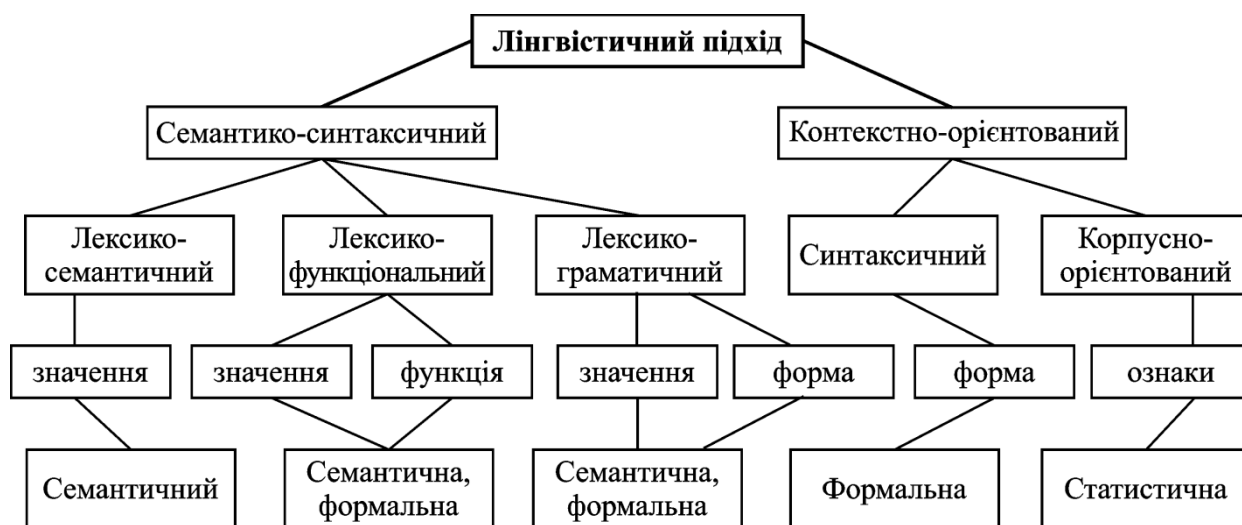 Лінгвістичний підхід
Семантико-синтаксичний
Контекстно-орієнтований
Лексико-
семантичний
Лексико-
функціональний
Лексико-
граматичний
Синтаксичний
Корпусно-
орієнтований
значення
значення
функція
значення
форма
форма
ознаки
Семантичний
Семантична,
формальна
Семантична,
формальна
Формальна
Статистична